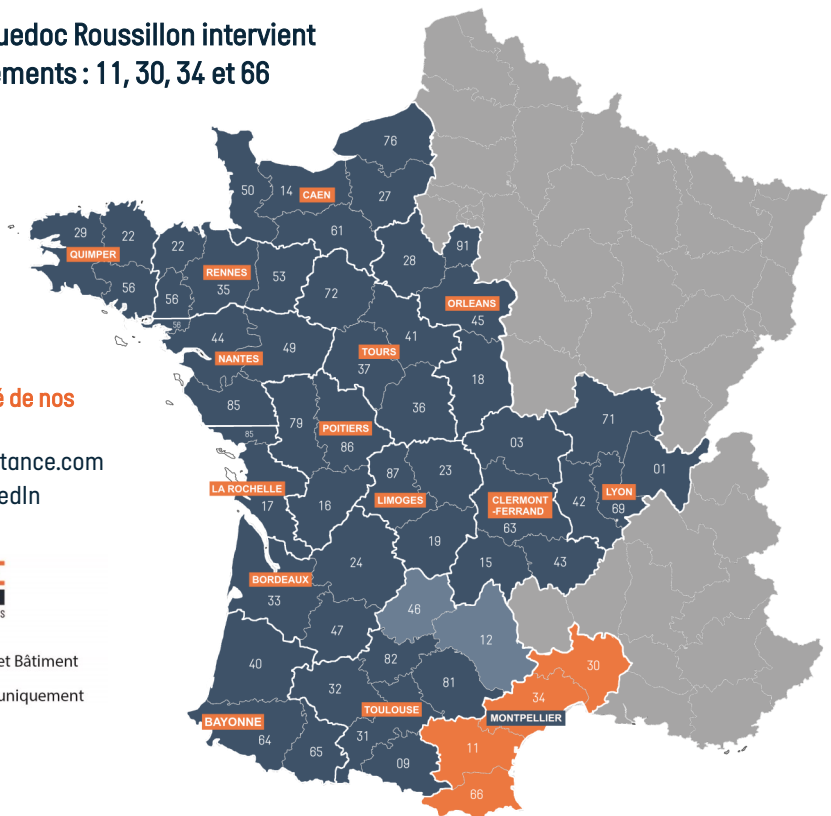 uedoc Roussillon intervient
ements : 11, 30, 34 et 66
76
50
14
CAEN
27
61
29
22
QUIMPER
56
22
RENNES
35
56
53
56
28
91
72
ORLEANS
45
44
NANTES
49
41
TOURS
37
18
36
85
85
79
POITIERS
86
é de nos
tance.com
edIn
71
03
01
LYON
42
69
87
23
LIMOGES
CLERMONT
-FERRAND
63
LA ROCHELLE
17
16
19
15
43
24
BORDEAUX
33
S
46
12
47
et Bâtiment
uniquement
40
82
81
32
TOULOUSE
30
34
MONTPELLIER
BAYONNE
64
65
31
09
11
66